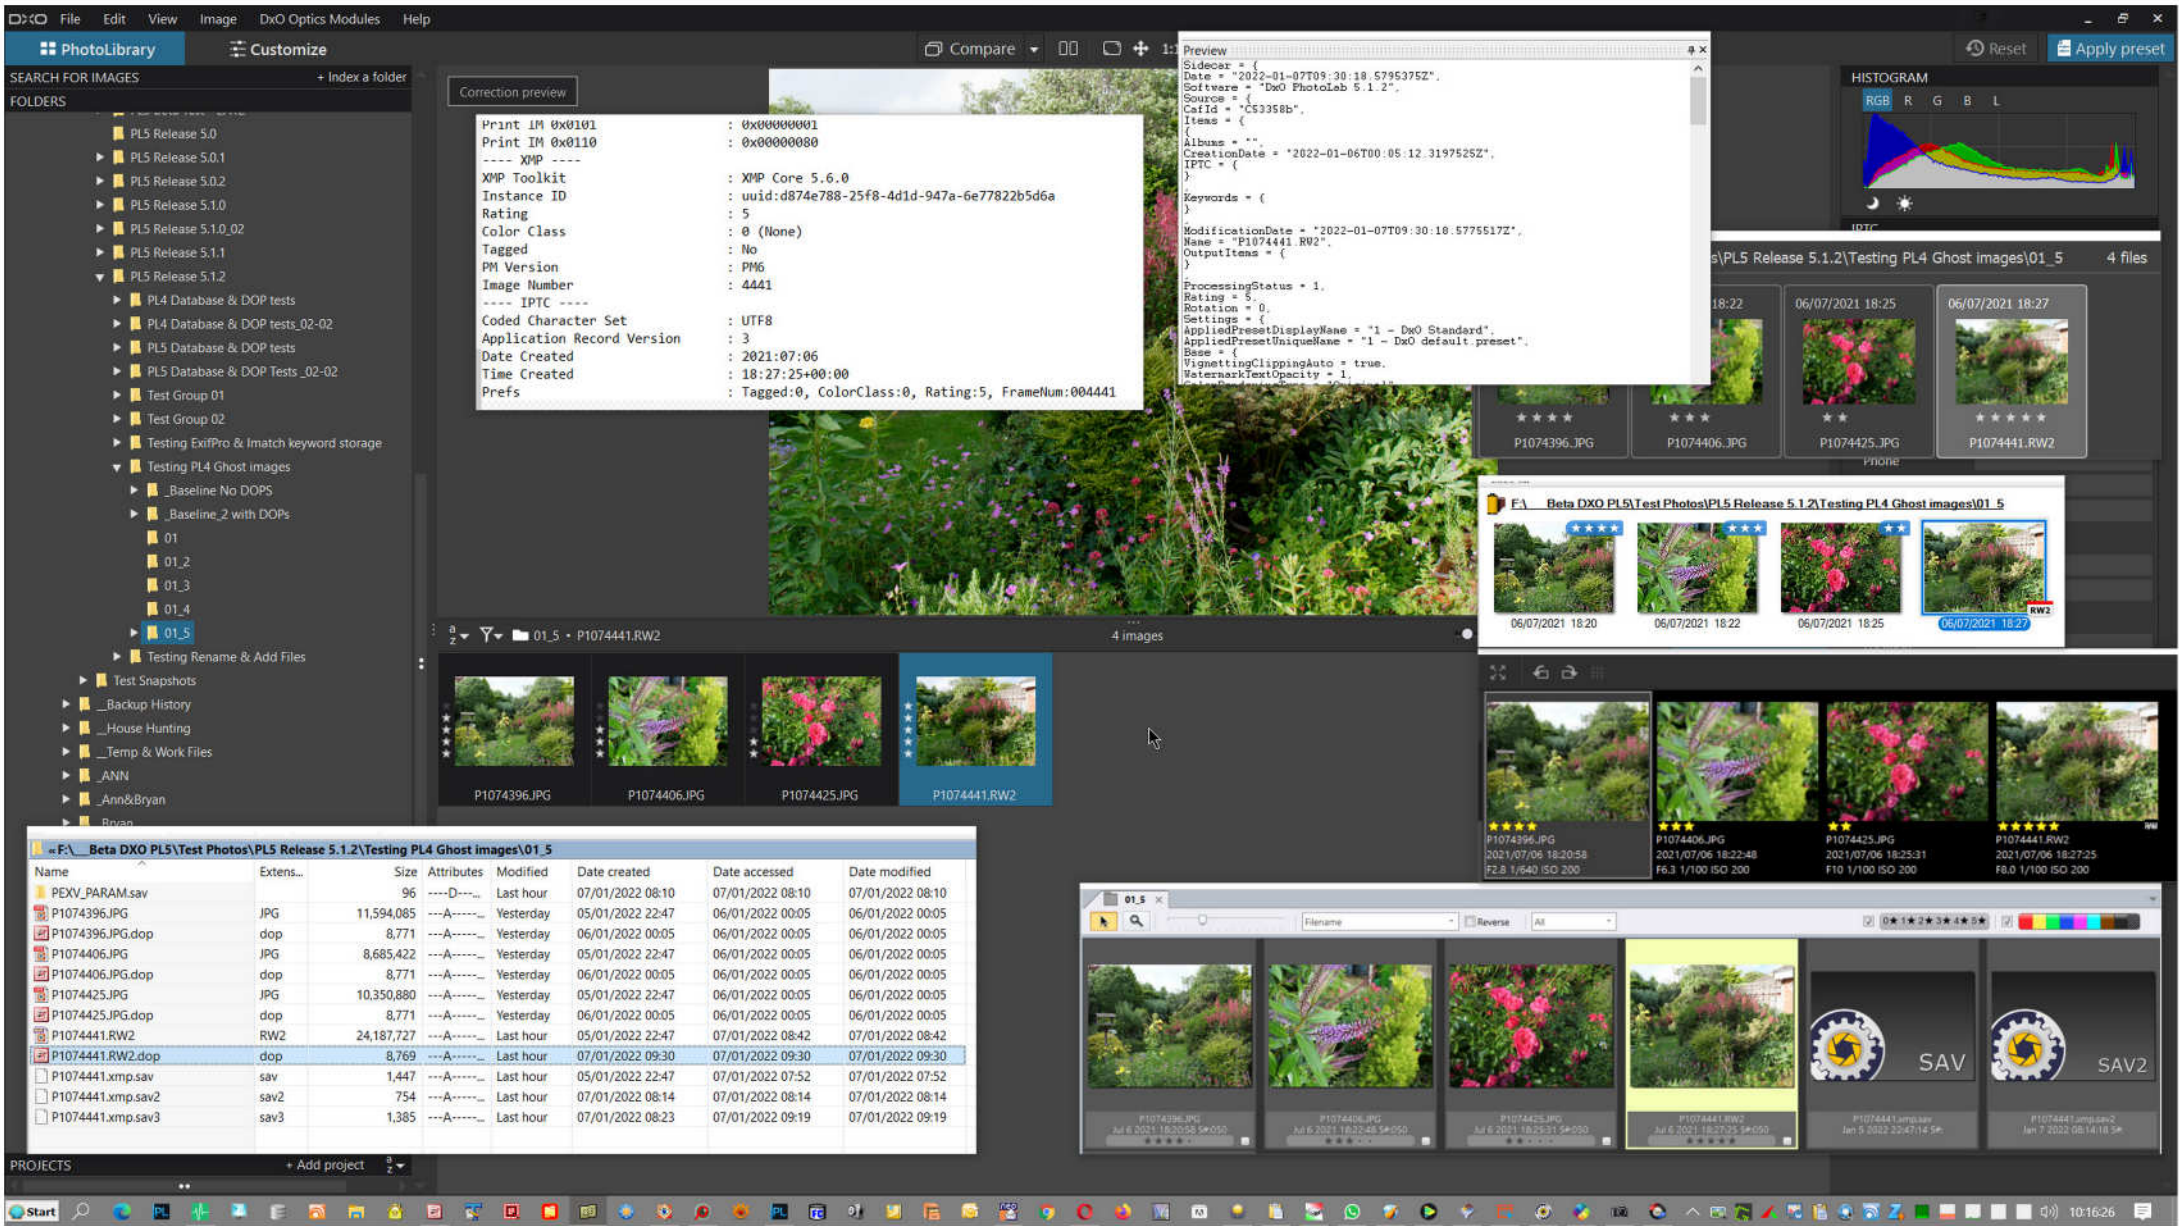 DXO File Edit View Image DxO Optics Modules Help
PhotoLibrary Customize
Compare
Reset Apply preset
SEARCH FOR IMAGES + Index a folder
FOLDERS
PL5 Release 5.0
PL5 Release 5.0.1
PL5 Release 5.0.2
PL5 Release 5.1.0
PL5 Release 5.1.0_02
PL5 Release 5.1.1
PL5 Release 5.1.2
PL4 Database & DOP tests
PL4 Database & DOP tests_02-02
PL5 Database & DOP tests
PL5 Database & DOP Tests _02-02
Test Group 01
Test Group 02
Testing ExifPro & Imatch keyword storage
Testing PL4 Ghost images
_Baseline No DOPS
_Baseline_2 with DOPs
01
01_2
01_3
01_4
01_5
Testing Rename & Add Files
Test Snapshots
__Backup History
__House Hunting
__Temp & Work Files
_ANN
_Ann&Bryan
_Bryan
Correction preview
Print IM 0x0101 : 0x00000001
Print IM 0x0110 : 0x00000080
---- XMP ----
XMP Toolkit : XMP Core 5.6.0
Instance ID : uuid:d874e788-25f8-4d1d-947a-6e77822b5d6a
Rating : 5
Color Class : 0 (None)
Tagged : No
PM Version : PM6
Image Number : 4441
---- IPTC ----
Coded Character Set : UTF8
Application Record Version : 3
Date Created : 2021:07:06
Time Created : 18:27:25+00:00
Prefs : Tagged:0, ColorClass:0, Rating:5, FrameNum:004441
Preview
Sidecar = {
Date = "2022-01-07T09:30:18.5795375Z",
Software = "DxO PhotoLab 5.1.2",
Source = {
CafId = "C53358b",
Items = {
{
Albums = "",
CreationDate = "2022-01-06T00:05:12.3197525Z",
IPTC = {
}
,
Keywords = {
}
,
ModificationDate = "2022-01-07T09:30:18.5775517Z",
Name = "P1074441.RW2",
OutputItems = {
}
,
ProcessingStatus = 1,
Rating = 5,
Rotation = 0,
Settings = {
AppliedPresetDisplayName = "1 - DxO Standard",
AppliedPresetUniqueName = "1 - DxO default.preset",
Base = {
VignettingClippingAuto = true,
WatermarkTextOpacity = 1,
HISTOGRAM
RGB R G B L
IPTC
s\PL5 Release 5.1.2\Testing PL4 Ghost images\01_5 4 files
18:22 06/07/2021 18:25 06/07/2021 18:27
P1074396.JPG P1074406.JPG P1074425.JPG P1074441.RW2
Phone
F:\__Beta DXO PL5\Test Photos\PL5 Release 5.1.2\Testing PL4 Ghost images\01_5
RW2
06/07/2021 18:20 06/07/2021 18:22 06/07/2021 18:25 06/07/2021 18:27
01_5 • P1074441.RW2 4 images
P1074396.JPG P1074406.JPG P1074425.JPG P1074441.RW2
P1074396.JPG P1074406.JPG P1074425.JPG P1074441.RW2
2021/07/06 18:20:58 2021/07/06 18:22:48 2021/07/06 18:25:31 2021/07/06 18:27:25
F2.8 1/640 ISO 200 F6.3 1/100 ISO 200 F10 1/100 ISO 200 F8.0 1/100 ISO 200
«F:\__Beta DXO PL5\Test Photos\PL5 Release 5.1.2\Testing PL4 Ghost images\01_5
Name Extens... Size Attributes Modified Date created Date accessed Date modified
PEXV_PARAM.sav 96 ----D---... Last hour 07/01/2022 08:10 07/01/2022 08:10 07/01/2022 08:10
P1074396.JPG JPG 11,594,085 ---A-----... Yesterday 05/01/2022 22:47 06/01/2022 00:05 06/01/2022 00:05
P1074396.JPG.dop dop 8,771 ---A-----... Yesterday 06/01/2022 00:05 06/01/2022 00:05 06/01/2022 00:05
P1074406.JPG JPG 8,685,422 ---A-----... Yesterday 05/01/2022 22:47 06/01/2022 00:05 06/01/2022 00:05
P1074406.JPG.dop dop 8,771 ---A-----... Yesterday 06/01/2022 00:05 06/01/2022 00:05 06/01/2022 00:05
P1074425.JPG JPG 10,350,880 ---A-----... Yesterday 05/01/2022 22:47 06/01/2022 00:05 06/01/2022 00:05
P1074425.JPG.dop dop 8,771 ---A-----... Yesterday 06/01/2022 00:05 06/01/2022 00:05 06/01/2022 00:05
P1074441.RW2 RW2 24,187,727 ---A-----... Last hour 05/01/2022 22:47 07/01/2022 08:42 07/01/2022 08:42
P1074441.RW2.dop dop 8,769 ---A-----... Last hour 07/01/2022 09:30 07/01/2022 09:30 07/01/2022 09:30
P1074441.xmp.sav sav 1,447 ---A-----... Last hour 05/01/2022 22:47 07/01/2022 07:52 07/01/2022 07:52
P1074441.xmp.sav2 sav2 754 ---A-----... Last hour 07/01/2022 08:14 07/01/2022 08:14 07/01/2022 08:14
P1074441.xmp.sav3 sav3 1,385 ---A-----... Last hour 07/01/2022 08:23 07/01/2022 09:19 07/01/2022 09:19
01_5
Filename Reverse All 0★ 1★ 2★ 3★ 4★ 5★
SAV SAV2
P1074396.JPG P1074406.JPG P1074425.JPG P1074441.RW2 P1074441.xmp.sav P1074441.xmp.sav2
PROJECTS + Add project
Start 10:16:26